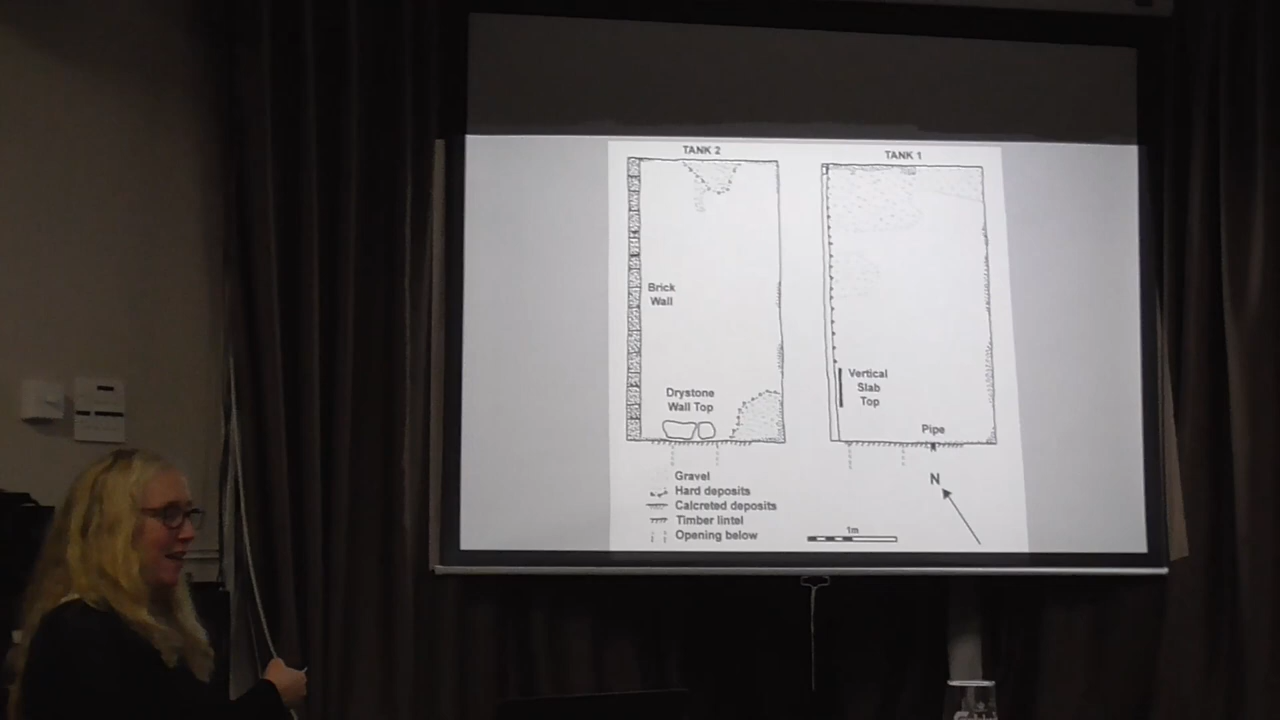 TANK 2
TANK 1
Brick
Wall
Vertical
Slab
Top
Drystone
Wall Top
Pipe
N
Gravel
Hard deposits
Calcreted deposits
Timber lintel
Opening below
1m